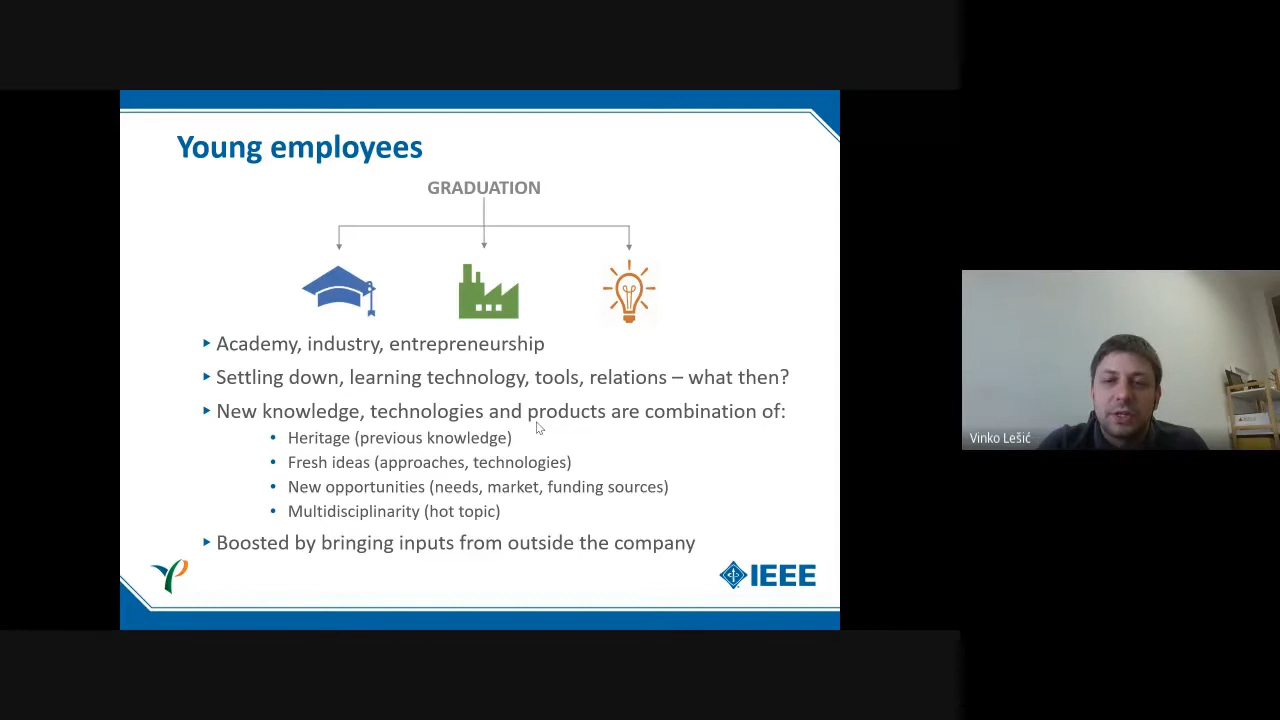 Young employees
GRADUATION
Academy, industry, entrepreneurship
Settling down, learning technology, tools, relations – what then?
New knowledge, technologies and products are combination of:
Heritage (previous knowledge)
Fresh ideas (approaches, technologies)
New opportunities (needs, market, funding sources)
Multidisciplinarity (hot topic)
Boosted by bringing inputs from outside the company
IEEE
Vinko Lešić